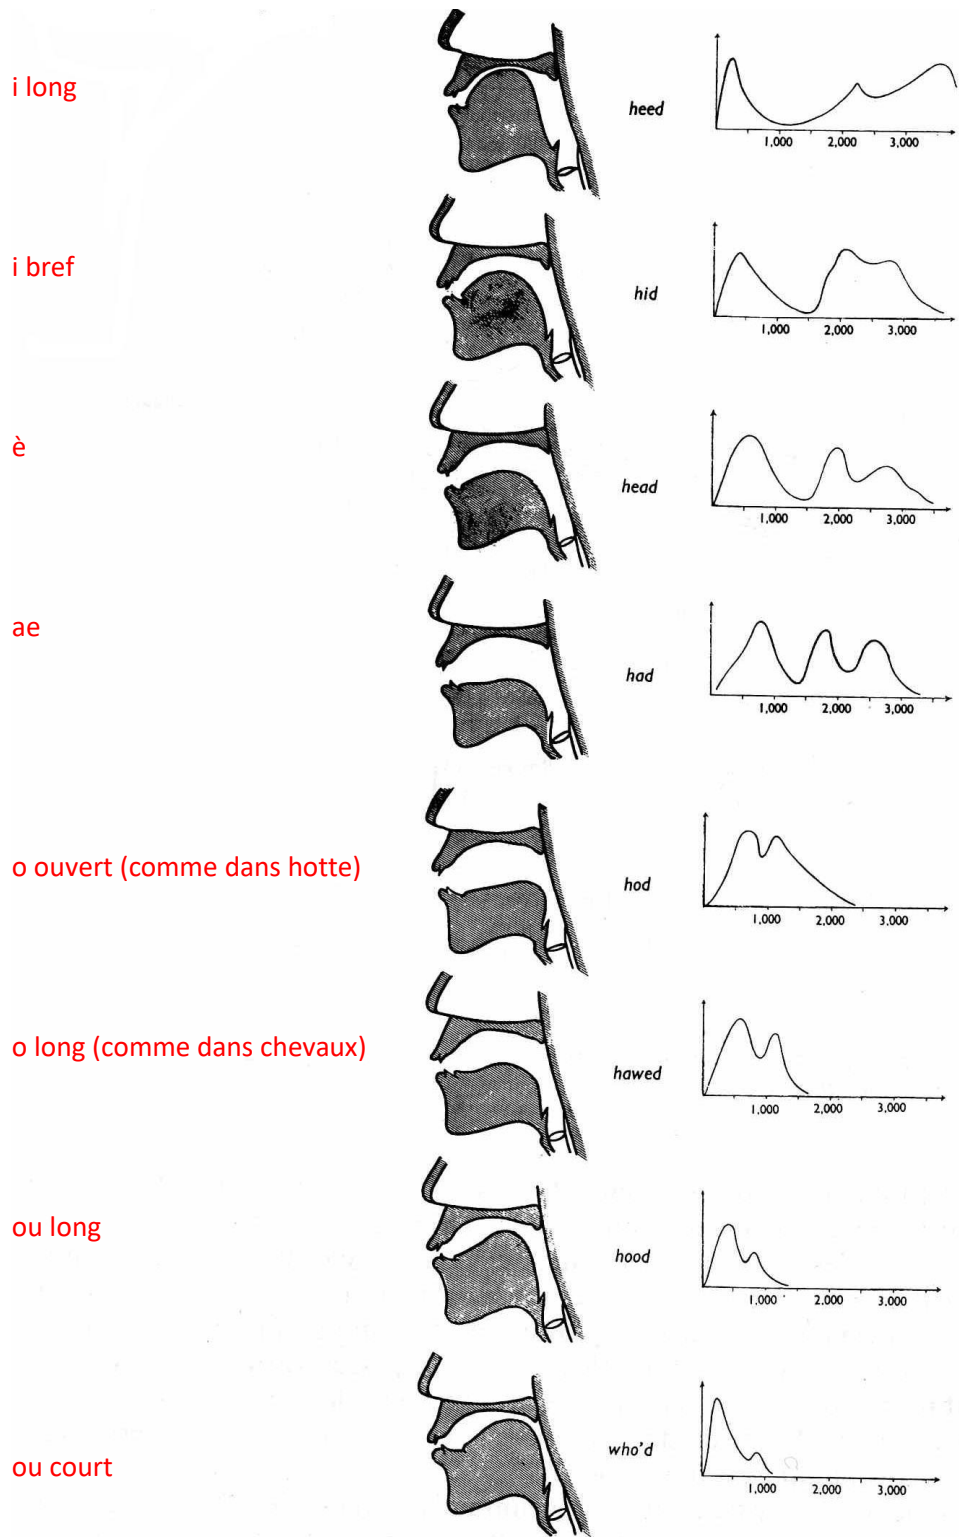 i long
heed
1,000 2,000 3,000
i bref
hid
1,000 2,000 3,000
è
head
1,000 2,000 3,000
ae
had
1,000 2,000 3,000
o ouvert (comme dans hotte)
hod
1,000 2,000 3,000
o long (comme dans chevaux)
hawed
1,000 2,000 3,000
ou long
hood
1,000 2,000 3,000
ou court
who'd
1,000 2,000 3,000